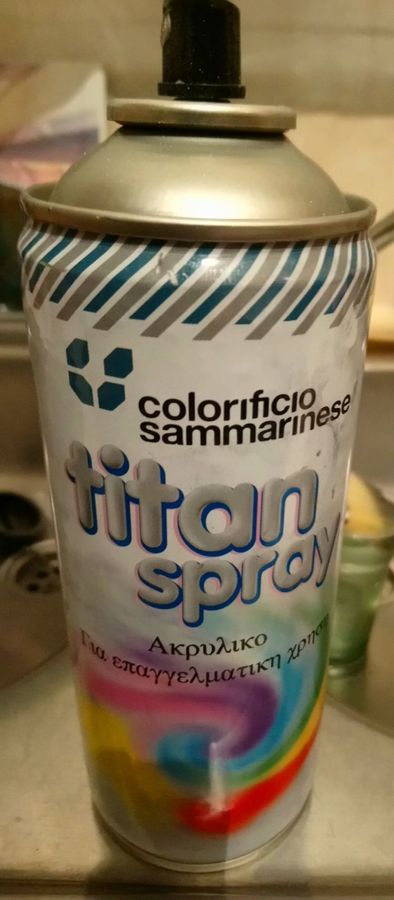 colorificio
sammarinese
titan
spray
Ακρυλικο
Για επαγγελματικη χρηση